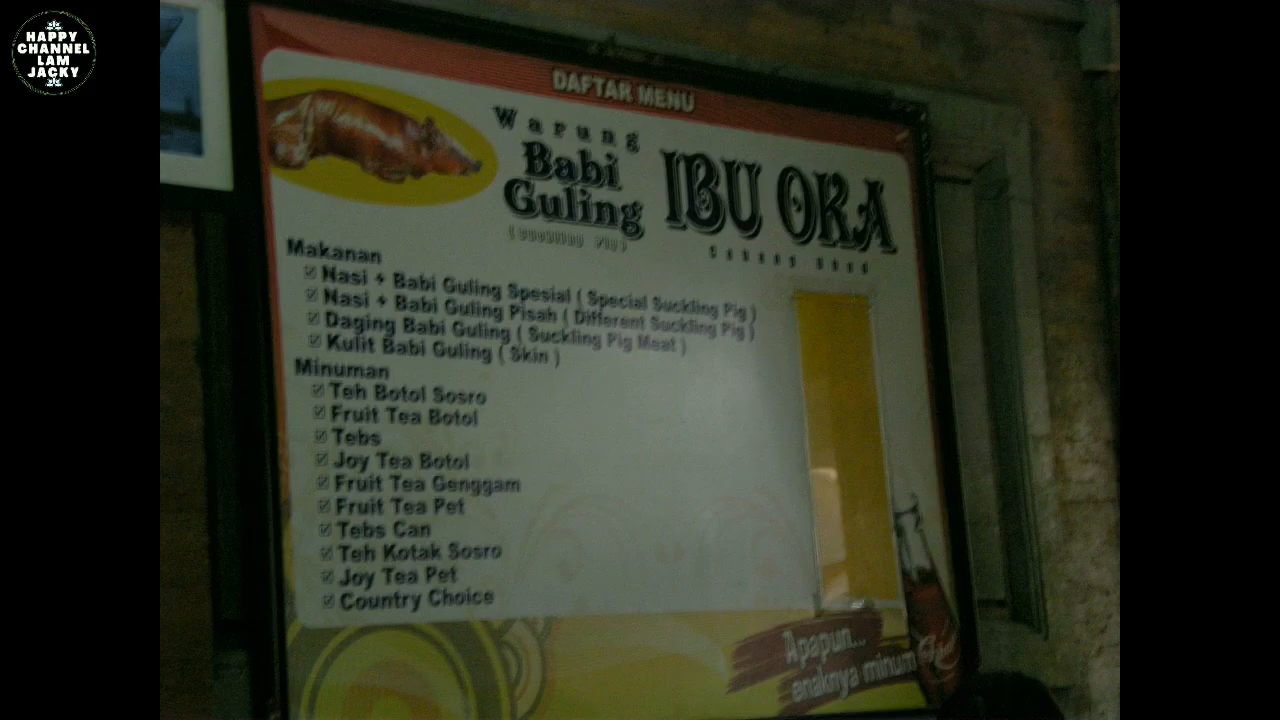 HAPPY
CHANNEL
LAM
JACKY
DAFTAR MENU
Warung
Babi
Guling
IBU OKA
(Suckling Pig)
Makanan
Nasi + Babi Guling Spesial ( Special Suckling Pig )
Nasi + Babi Guling Pisah ( Different Suckling Pig )
Daging Babi Guling ( Suckling Pig Meat )
Kulit Babi Guling ( Skin )
Minuman
Teh Botol Sosro
Fruit Tea Botol
Tebs
Joy Tea Botol
Fruit Tea Genggam
Fruit Tea Pet
Tebs Can
Teh Kotak Sosro
Joy Tea Pet
Country Choice
Apapun...
enaknya minum